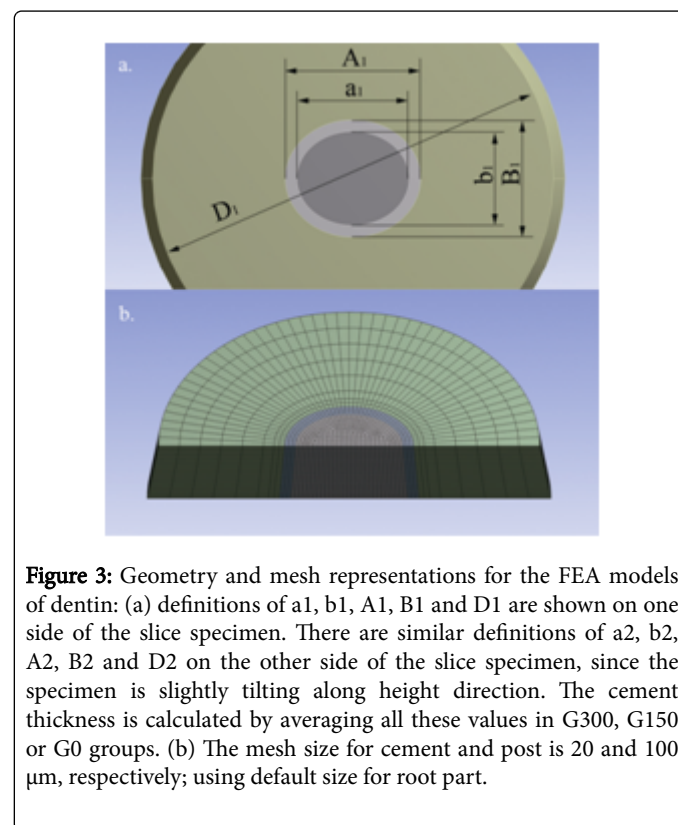 a.
A1
a1
b1
B1
D1
b.
Figure 3: Geometry and mesh representations for the FEA models
of dentin: (a) definitions of a1, b1, A1, B1 and D1 are shown on one
side of the slice specimen. There are similar definitions of a2, b2,
A2, B2 and D2 on the other side of the slice specimen, since the
specimen is slightly tilting along height direction. The cement
thickness is calculated by averaging all these values in G300, G150
or G0 groups. (b) The mesh size for cement and post is 20 and 100
μm, respectively; using default size for root part.